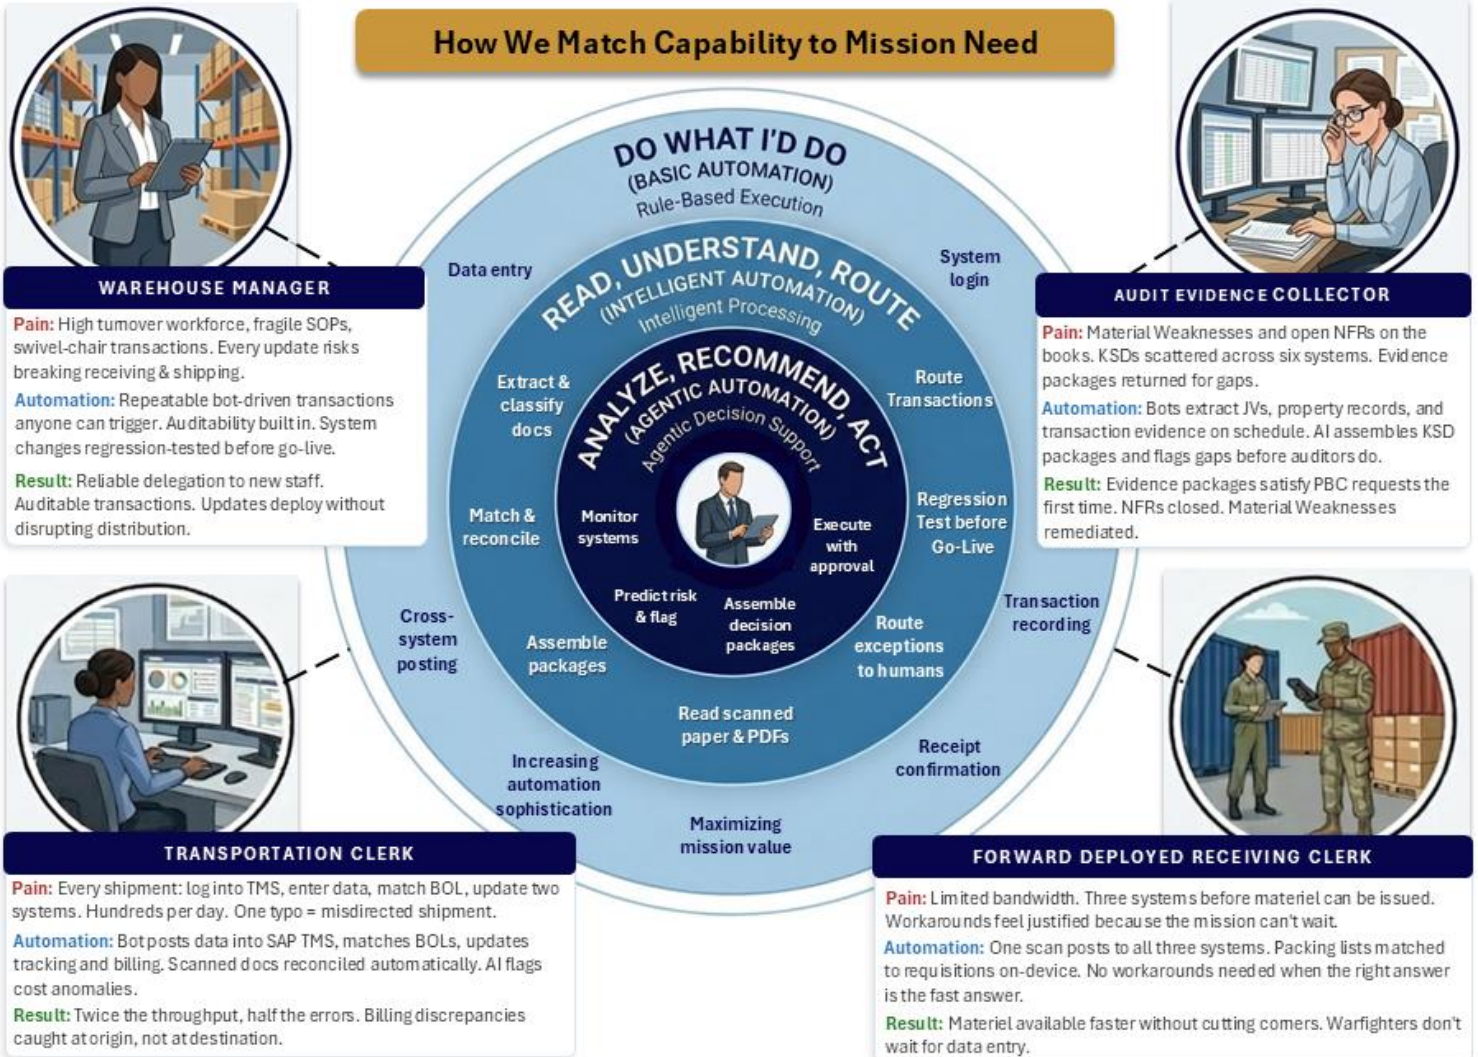 How We Match Capability to Mission Need
DO WHAT I'D DO
(BASIC AUTOMATION)
Rule-Based Execution
Data entry
System
login
READ, UNDERSTAND, ROUTE
(INTELLIGENT AUTOMATION)
Intelligent Processing
Extract &
classify
docs
Route
Transactions
ANALYZE, RECOMMEND, ACT
(AGENTIC AUTOMATION)
Agentic Decision Support
Match &
reconcile
Monitor
systems
Execute
with
approval
Regression
Test before
Go-Live
Predict risk
& flag
Assemble
decision
packages
Cross-
system
posting
Assemble
packages
Route
exceptions
to humans
Transaction
recording
Read scanned
paper & PDFs
Increasing
automation
sophistication
Receipt
confirmation
Maximizing
mission value
WAREHOUSE MANAGER
Pain: High turnover workforce, fragile SOPs,
swivel-chair transactions. Every update risks
breaking receiving & shipping.
Automation: Repeatable bot-driven transactions
anyone can trigger. Auditability built in. System
changes regression-tested before go-live.
Result: Reliable delegation to new staff.
Auditable transactions. Updates deploy without
disrupting distribution.
AUDIT EVIDENCE COLLECTOR
Pain: Material Weaknesses and open NFRs on the
books. KSDs scattered across six systems. Evidence
packages returned for gaps.
Automation: Bots extract JVs, property records, and
transaction evidence on schedule. AI assembles KSD
packages and flags gaps before auditors do.
Result: Evidence packages satisfy PBC requests the
first time. NFRs closed. Material Weaknesses
remediated.
TRANSPORTATION CLERK
Pain: Every shipment: log into TMS, enter data, match BOL, update two
systems. Hundreds per day. One typo = misdirected shipment.
Automation: Bot posts data into SAP TMS, matches BOLs, updates
tracking and billing. Scanned docs reconciled automatically. AI flags
cost anomalies.
Result: Twice the throughput, half the errors. Billing discrepancies
caught at origin, not at destination.
FORWARD DEPLOYED RECEIVING CLERK
Pain: Limited bandwidth. Three systems before materiel can be issued.
Workarounds feel justified because the mission can't wait.
Automation: One scan posts to all three systems. Packing lists matched
to requisitions on-device. No workarounds needed when the right answer
is the fast answer.
Result: Materiel available faster without cutting corners. Warfighters don't
wait for data entry.